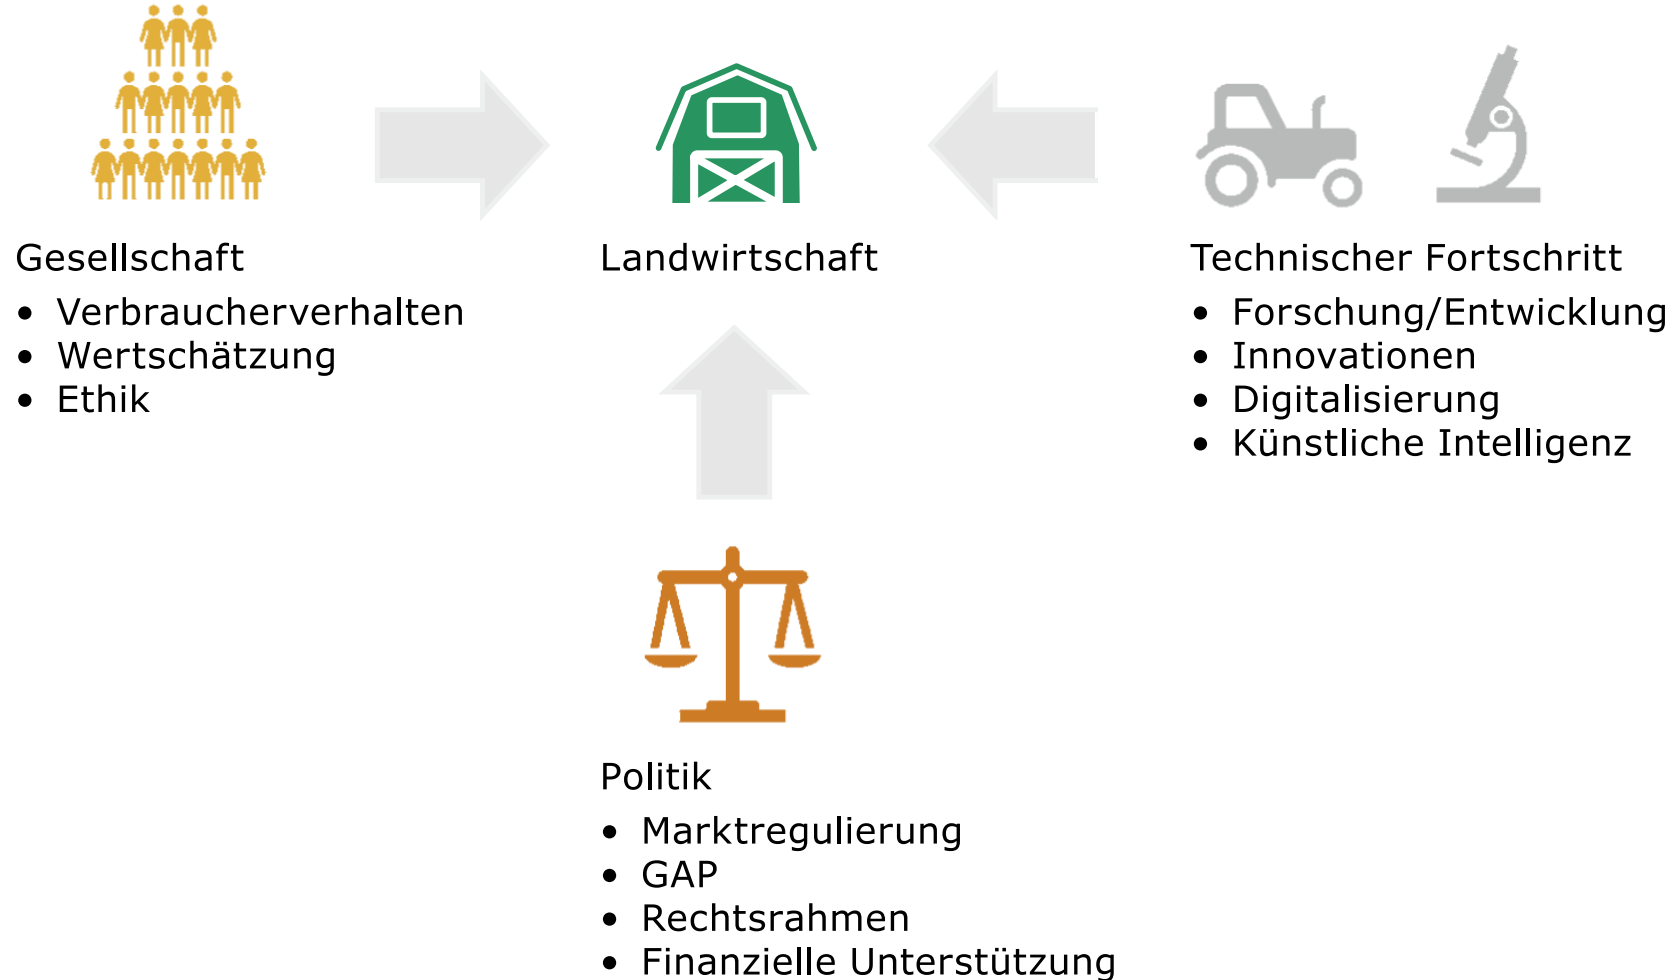 Gesellschaft
• Verbraucherverhalten
• Wertschätzung
• Ethik
Landwirtschaft
Technischer Fortschritt
• Forschung/Entwicklung
• Innovationen
• Digitalisierung
• Künstliche Intelligenz
Politik
• Marktregulierung
• GAP
• Rechtsrahmen
• Finanzielle Unterstützung